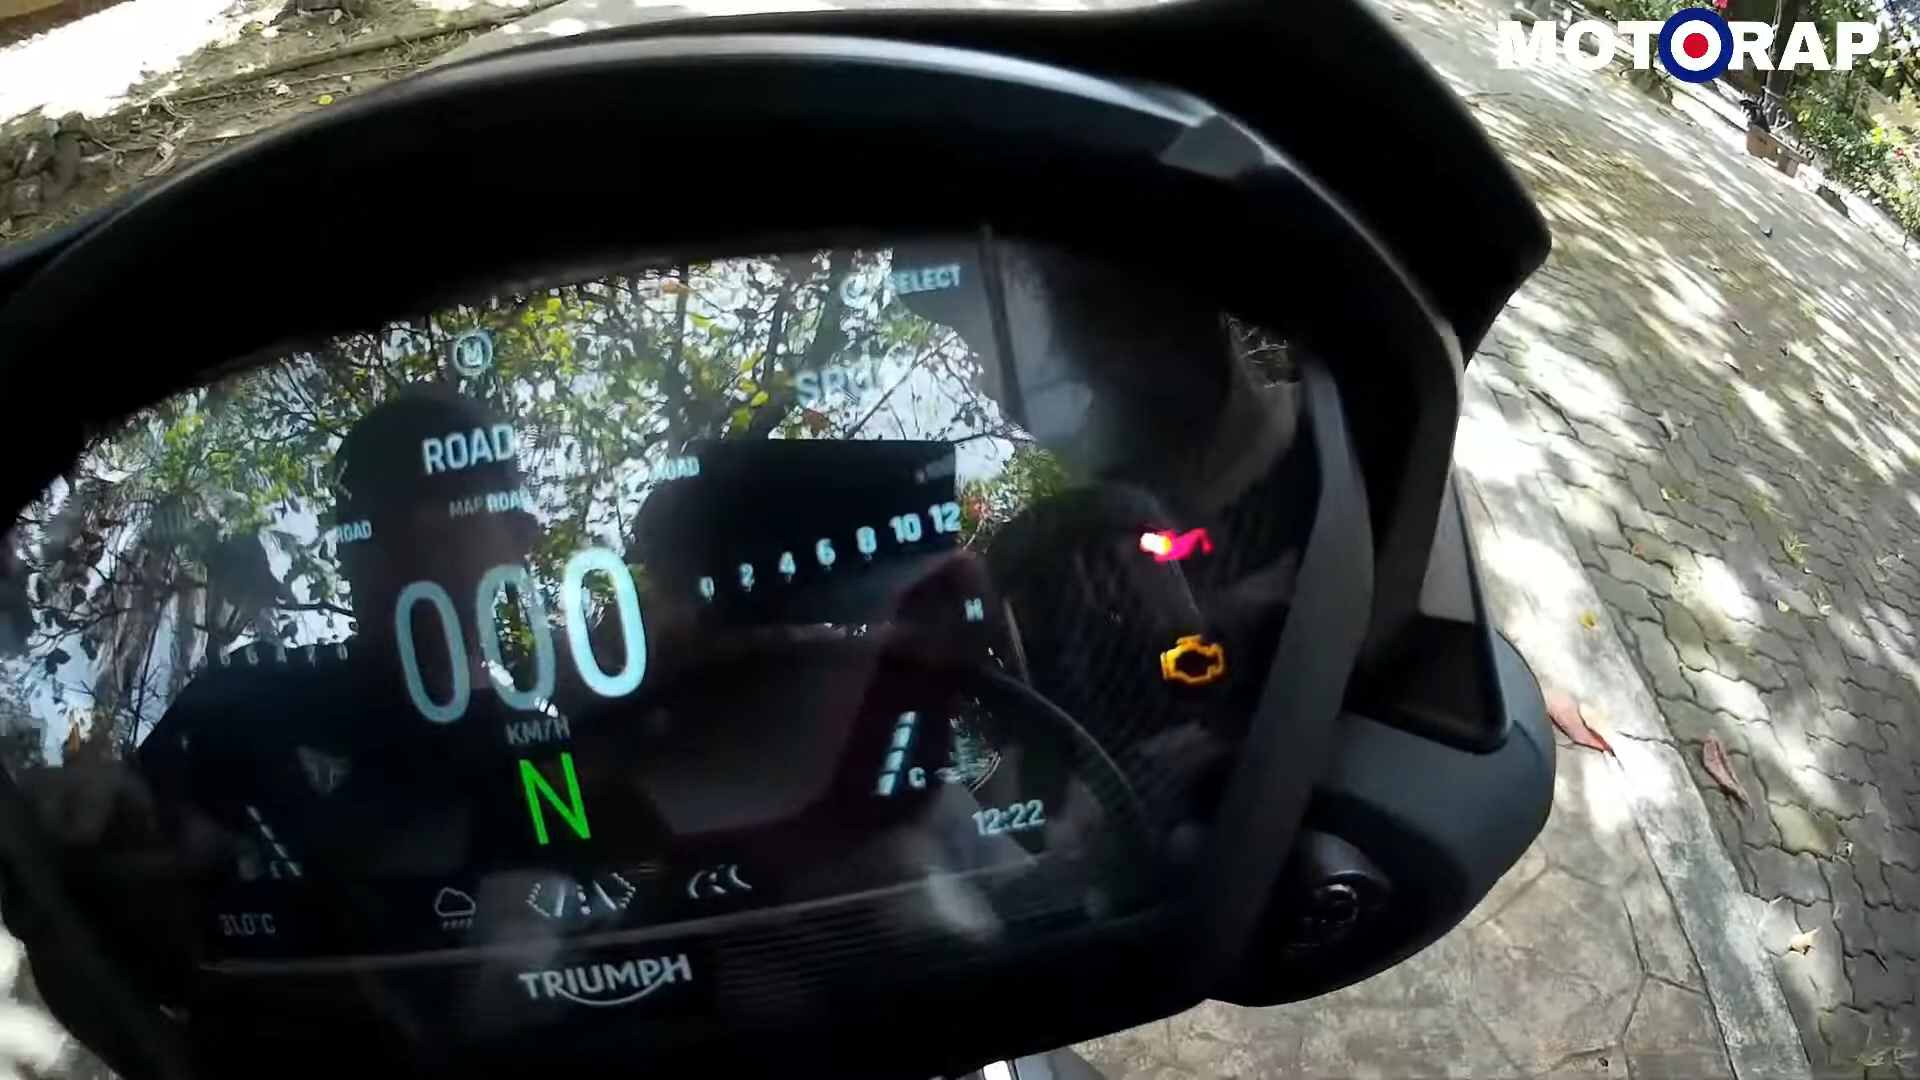 MOTORAP
SELECT
ROAD
ROAD
MAP ROAD
ROAD
0 2 4 6 8 10 12
000
KM/H
N
N
C
12:22
31.0°C
TRIUMPH